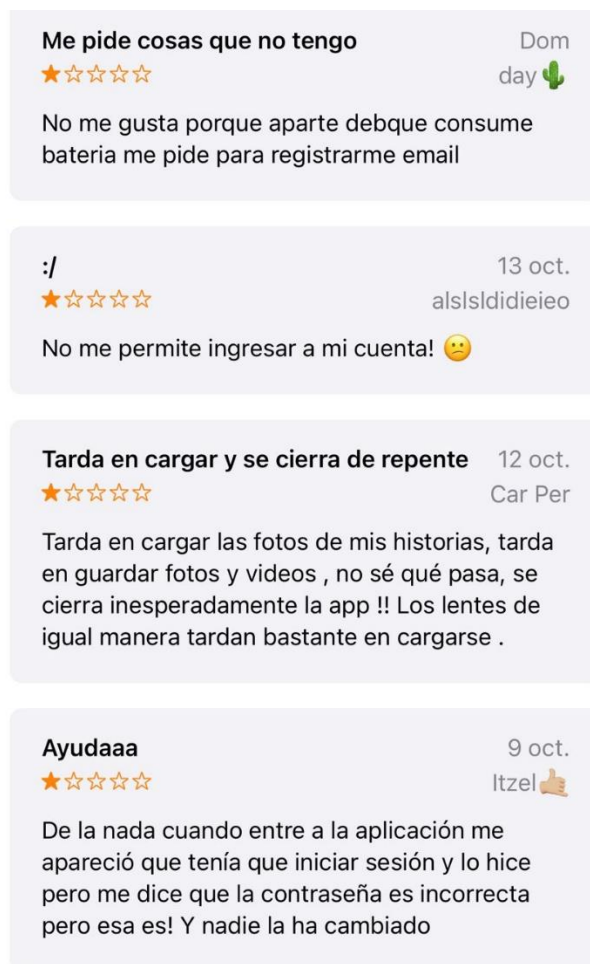 Me pide cosas que no tengo Dom
★☆☆☆☆ day🌵
No me gusta porque aparte debque consume
bateria me pide para registrarme email
:/ 13 oct.
★☆☆☆☆ alslsldidieieo
No me permite ingresar a mi cuenta! 😕
Tarda en cargar y se cierra de repente 12 oct.
★☆☆☆☆ Car Per
Tarda en cargar las fotos de mis historias, tarda
en guardar fotos y videos , no sé qué pasa, se
cierra inesperadamente la app !! Los lentes de
igual manera tardan bastante en cargarse .
Ayudaaa 9 oct.
★☆☆☆☆ Itzel🤙🏼
De la nada cuando entre a la aplicación me
apareció que tenía que iniciar sesión y lo hice
pero me dice que la contraseña es incorrecta
pero esa es! Y nadie la ha cambiado